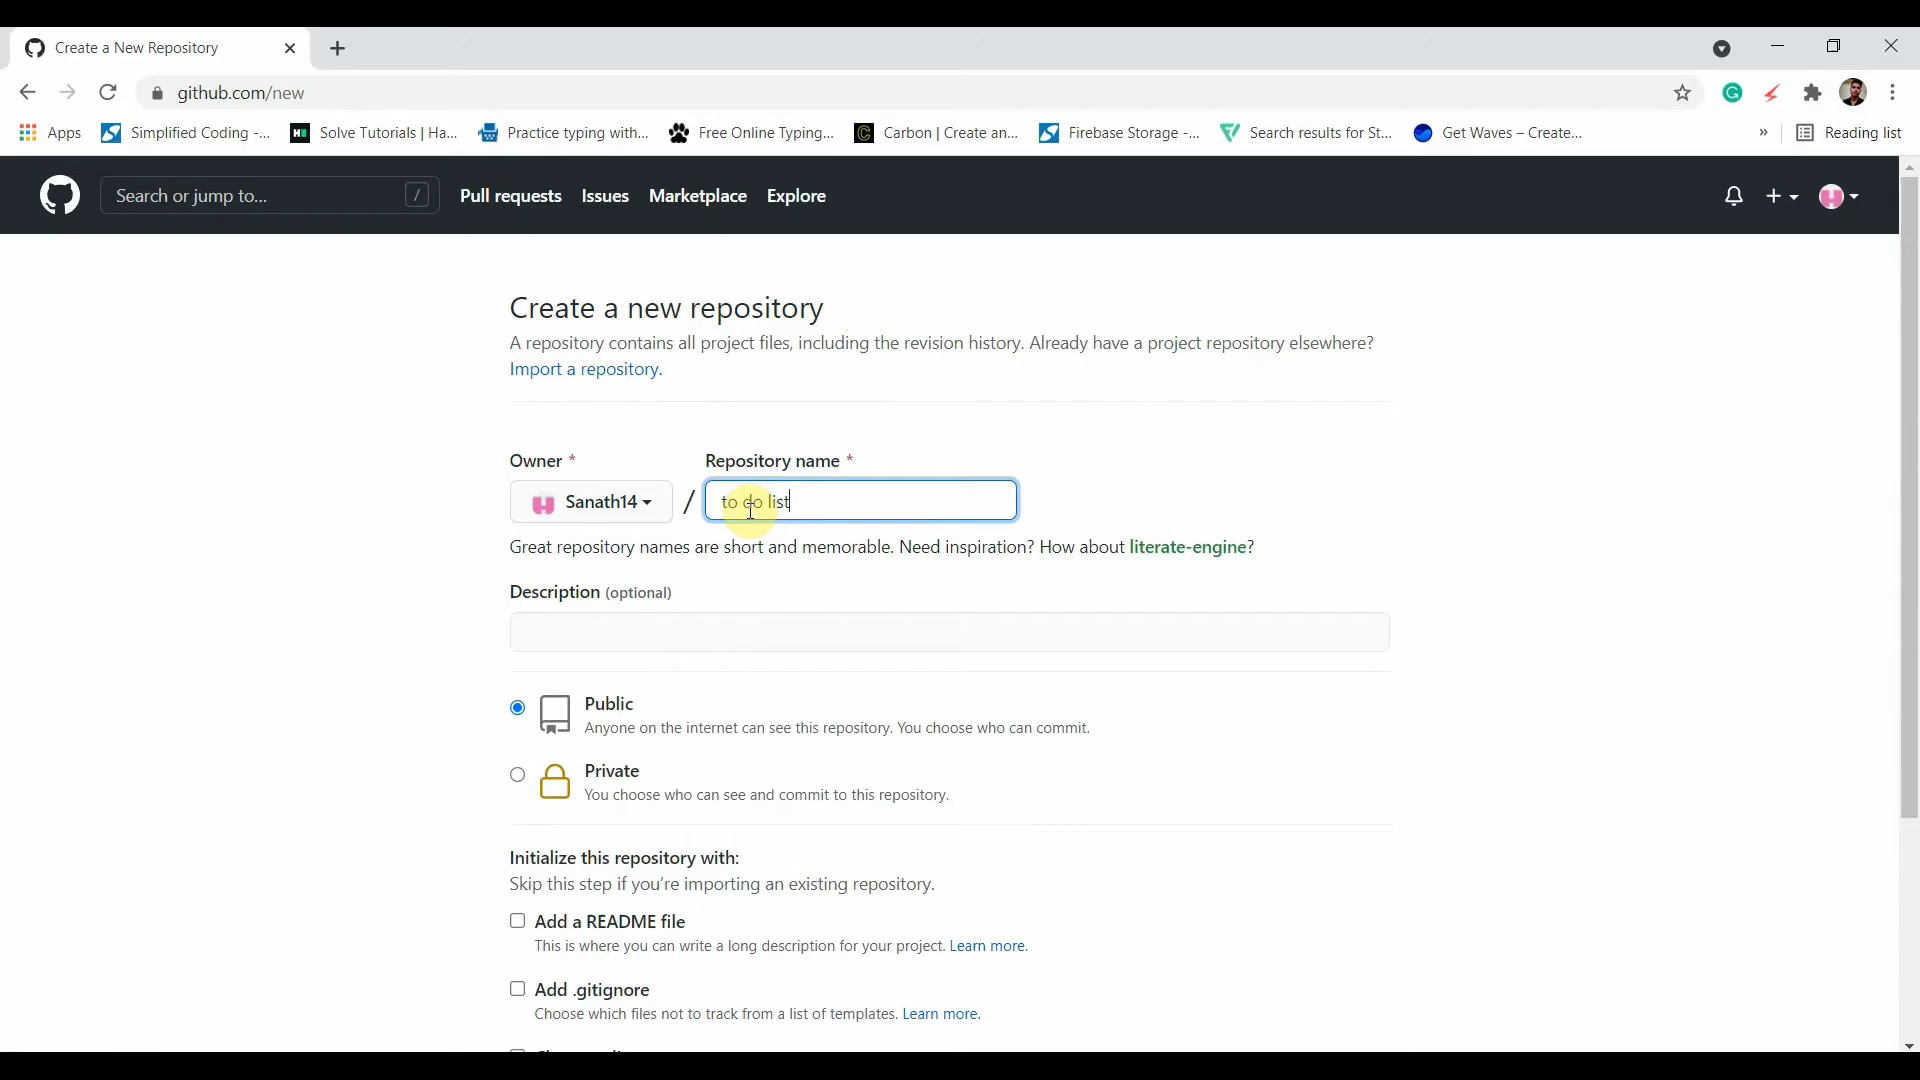 Create a New Repository
github.com/new
Apps Simplified Coding -... Solve Tutorials | Ha... Practice typing with... Free Online Typing... Carbon | Create an... Firebase Storage -... Search results for St... Get Waves – Create... » Reading list
Search or jump to... / Pull requests Issues Marketplace Explore
Create a new repository
A repository contains all project files, including the revision history. Already have a project repository elsewhere?
Import a repository.
Owner * Repository name *
Sanath14 / to do list
Great repository names are short and memorable. Need inspiration? How about literate-engine?
Description (optional)
Public
Anyone on the internet can see this repository. You choose who can commit.
Private
You choose who can see and commit to this repository.
Initialize this repository with:
Skip this step if you're importing an existing repository.
Add a README file
This is where you can write a long description for your project. Learn more.
Add .gitignore
Choose which files not to track from a list of templates. Learn more.